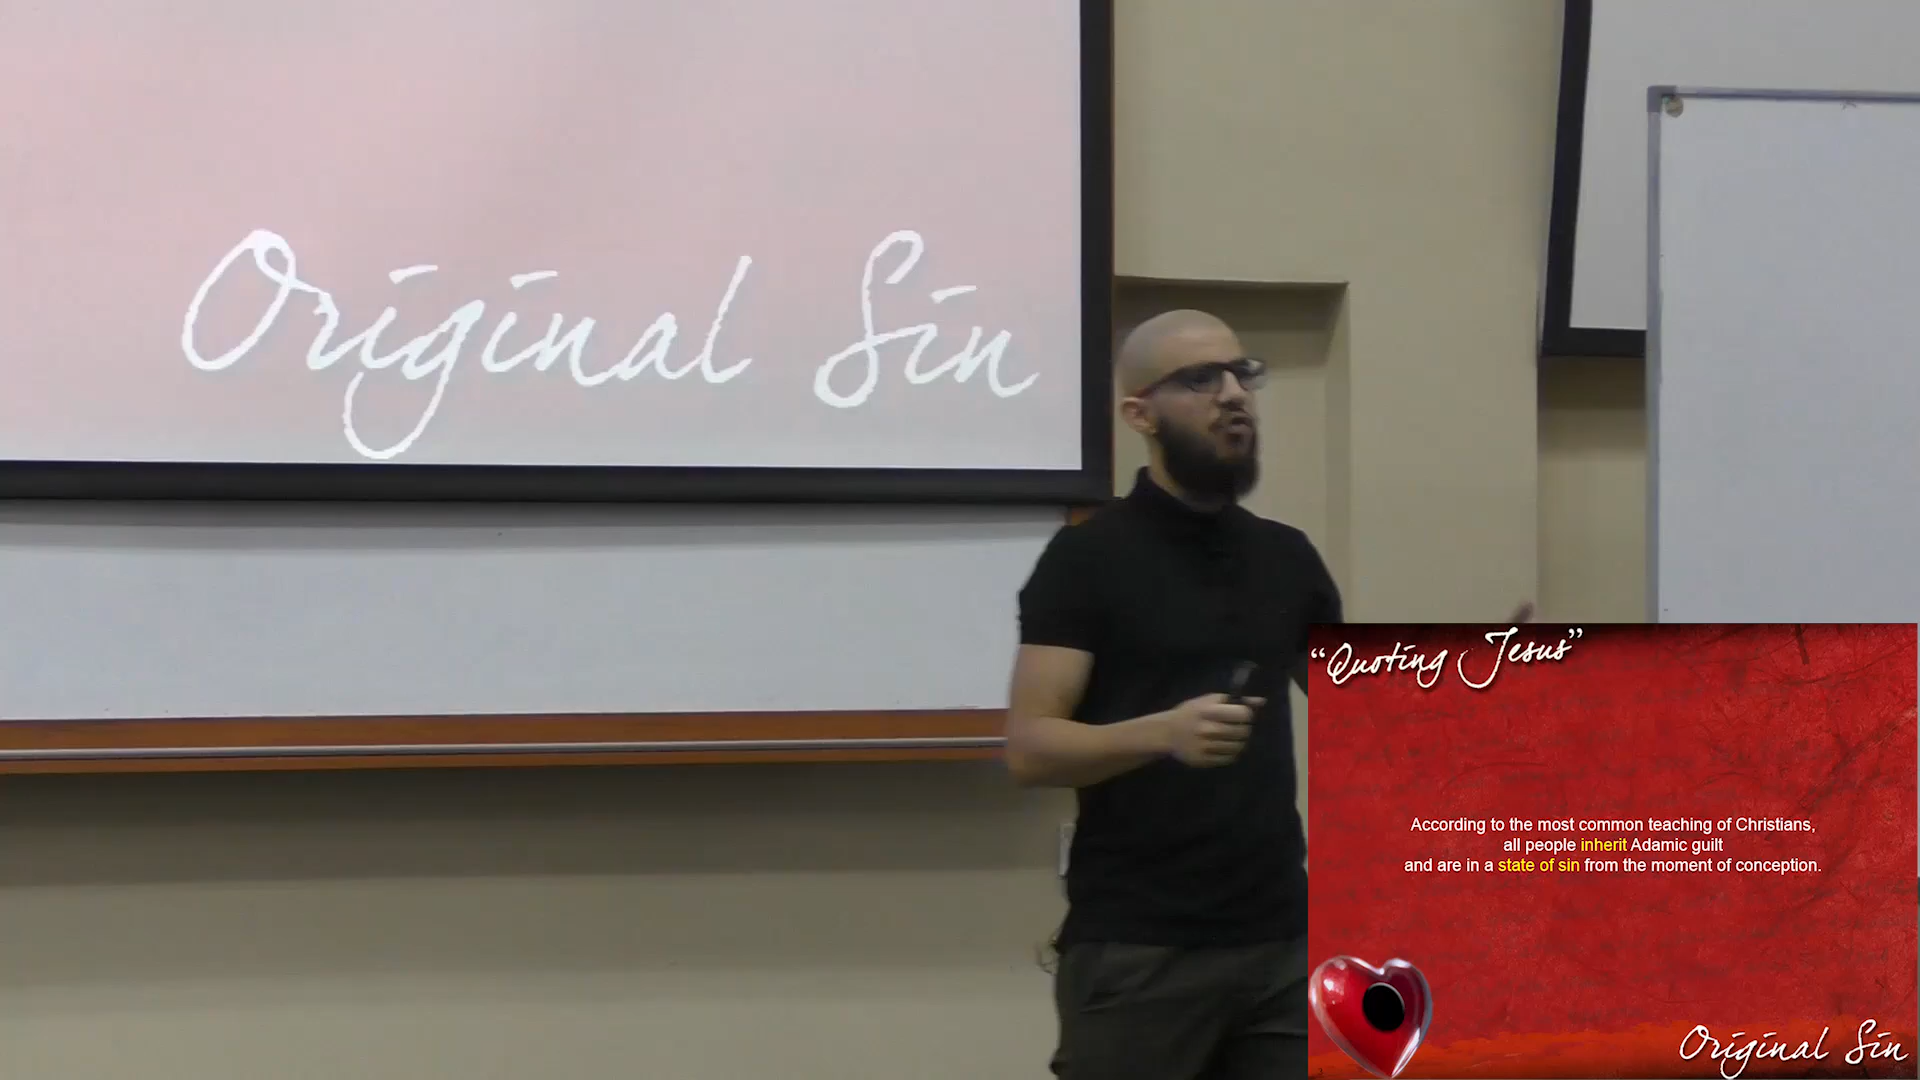 Original Sin
“Quoting Jesus”
According to the most common teaching of Christians,
all people inherit Adamic guilt
and are in a state of sin from the moment of conception.
Original Sin